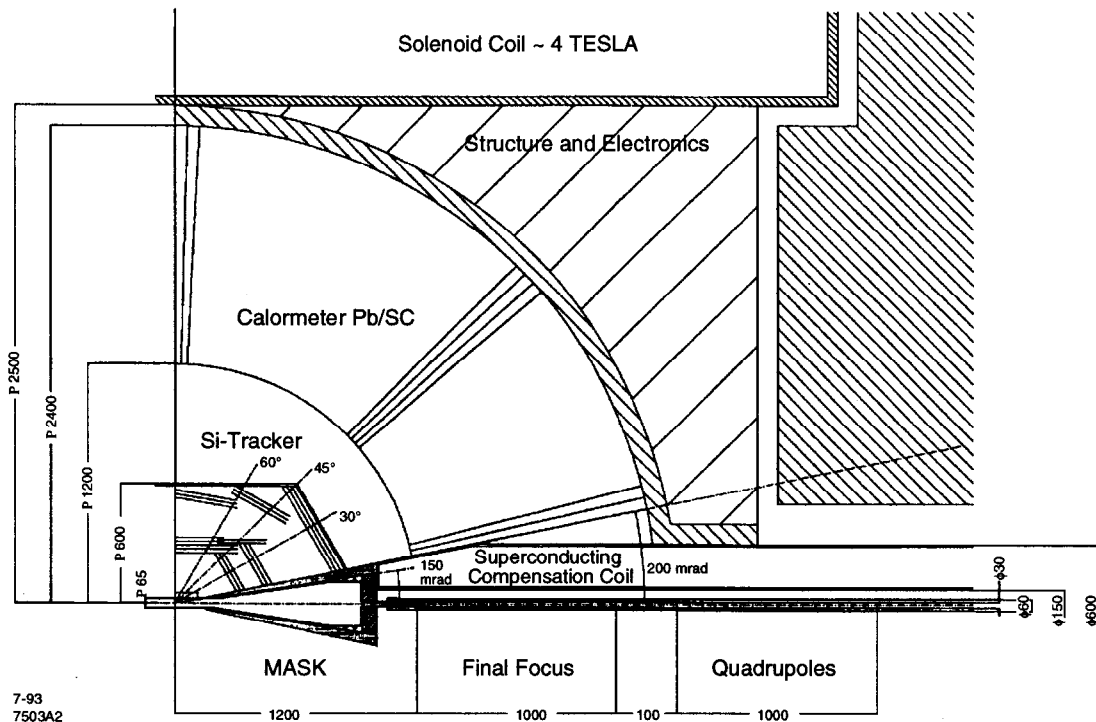 Solenoid Coil ~ 4 TESLA
Structure and Electronics
Calormeter Pb/SC
Si-Tracker
60°
45°
30°
P 2500
P 2400
P 1200
P 600
P 65
150
mrad
Superconducting
Compensation Coil
200 mrad
ϕ30
ϕ60
ϕ150
ϕ600
MASK
Final Focus
Quadrupoles
1200
1000
100
1000
7-93
7503A2